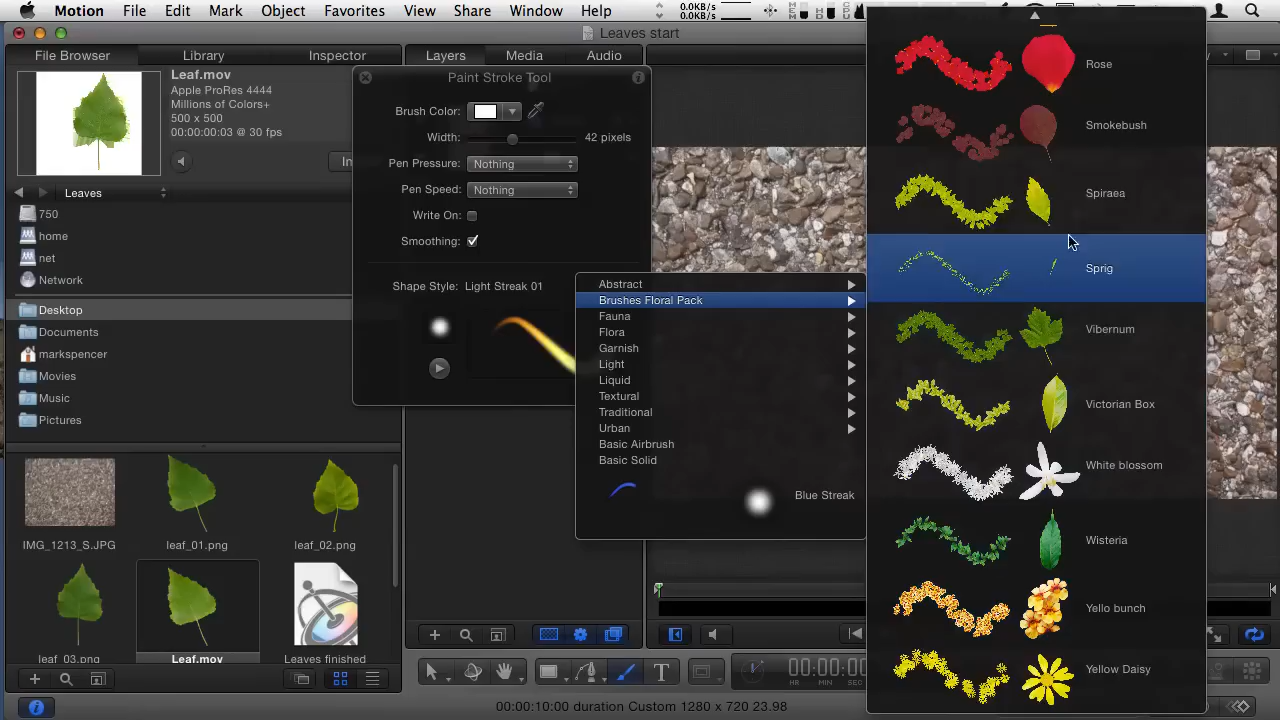 Motion File Edit Mark Object Favorites View Share Window Help
0.0KB/s
0.0KB/s
Leaves start
File Browser Library Inspector
Layers Media Audio
Leaf.mov
Apple ProRes 4444
Millions of Colors+
500 x 500
00:00:00:03 @ 30 fps
Leaves
750
home
net
Network
Desktop
Documents
markspencer
Movies
Music
Pictures
IMG_1213_S.JPG
leaf_01.png
leaf_02.png
leaf_03.png
Leaf.mov
Leaves finished
Paint Stroke Tool
Brush Color:
Width: 42 pixels
Pen Pressure: Nothing
Pen Speed: Nothing
Write On:
Smoothing:
Shape Style: Light Streak 01
Abstract
Brushes Floral Pack
Fauna
Flora
Garnish
Light
Liquid
Textural
Traditional
Urban
Basic Airbrush
Basic Solid
Blue Streak
Rose
Smokebush
Spiraea
Sprig
Vibernum
Victorian Box
White blossom
Wisteria
Yello bunch
Yellow Daisy
HR MIN SEC
00:00:10:00 duration Custom 1280 x 720 23.98